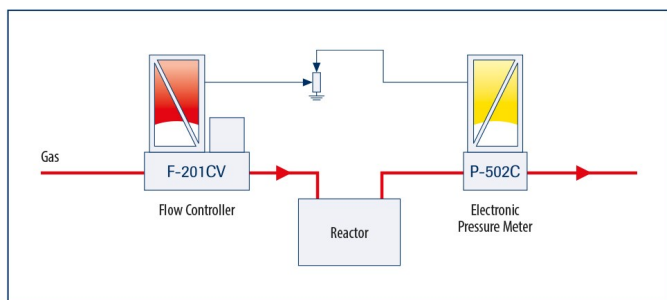 Gas
F-201CV
P-502C
Flow Controller
Reactor
Electronic
Pressure Meter